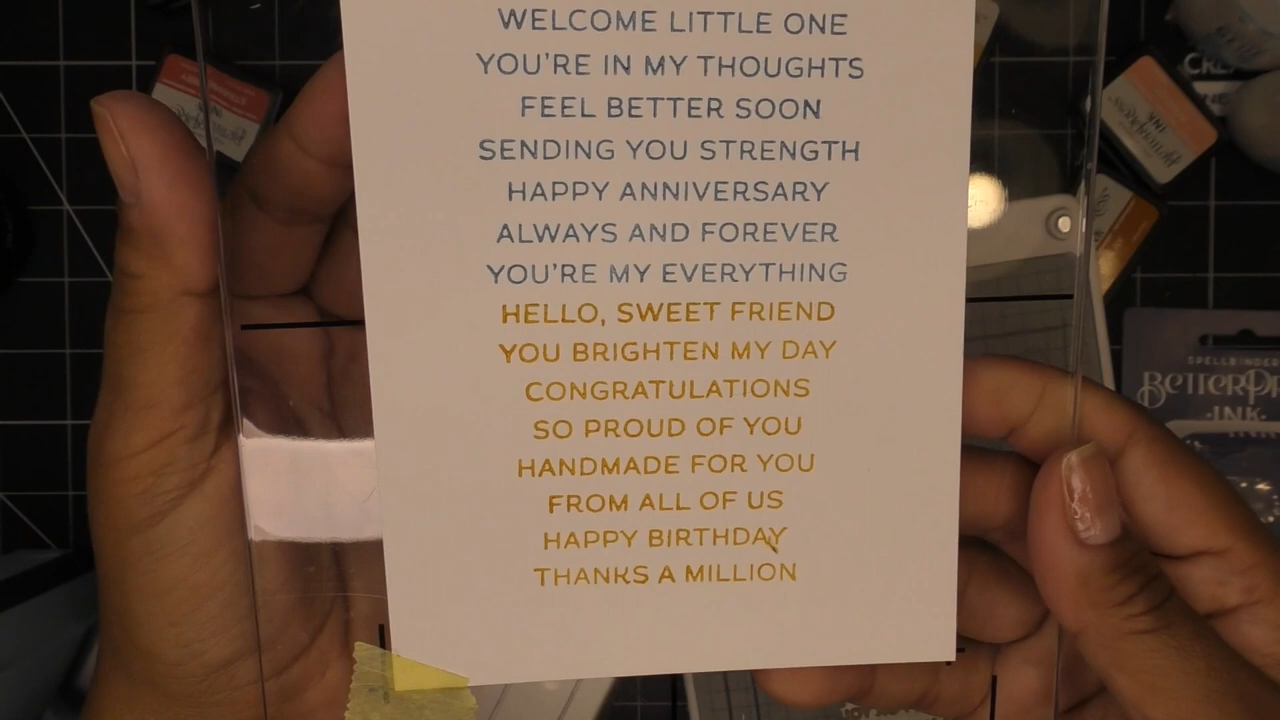 WELCOME LITTLE ONE
YOU'RE IN MY THOUGHTS
FEEL BETTER SOON
SENDING YOU STRENGTH
HAPPY ANNIVERSARY
ALWAYS AND FOREVER
YOU'RE MY EVERYTHING
HELLO, SWEET FRIEND
YOU BRIGHTEN MY DAY
CONGRATULATIONS
SO PROUD OF YOU
HANDMADE FOR YOU
FROM ALL OF US
HAPPY BIRTHDAY
THANKS A MILLION
INK